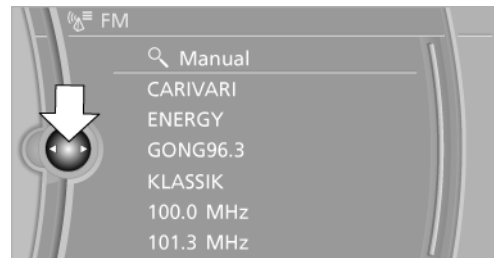 FM
Manual
CARIVARI
ENERGY
GONG96.3
KLASSIK
100.0 MHz
101.3 MHz